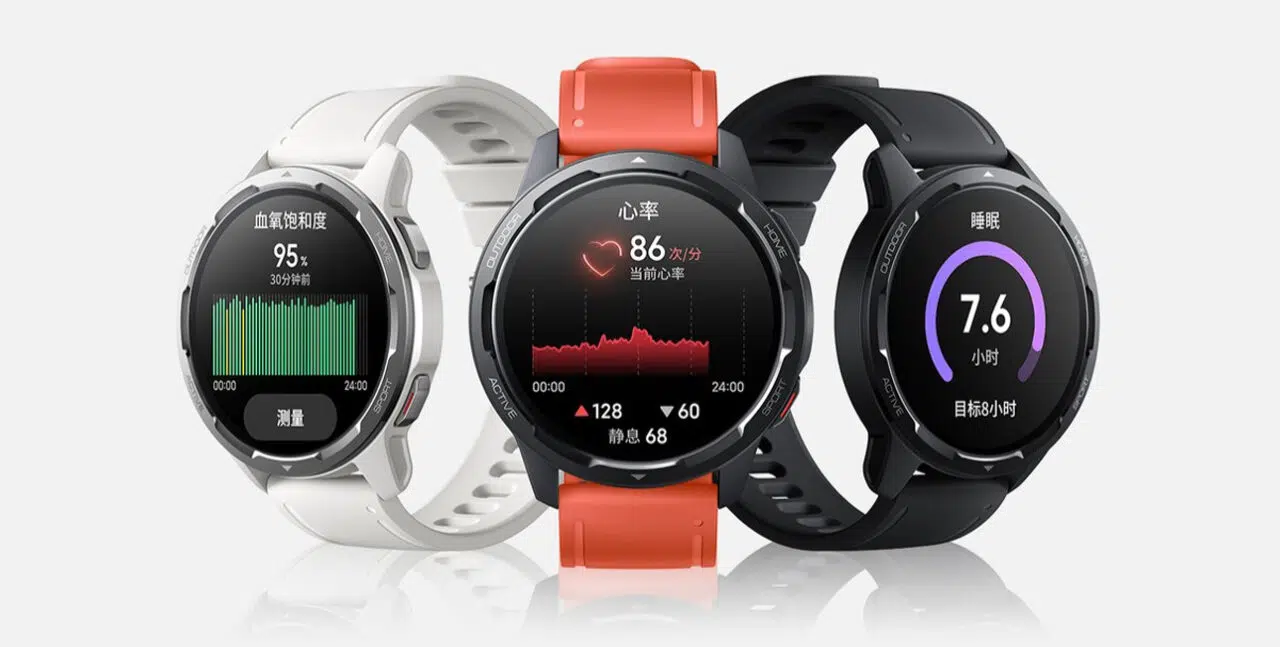 血氧饱和度
95%
30分钟前
00:00 24:00
测量
OUTDOOR
HOME
ACTIVE
SPORT
心率
86次/分
当前心率
00:00 24:00
▲128 ▼60
静息 68
OUTDOOR
HOME
ACTIVE
SPORT
睡眠
7.6
小时
目标8小时
OUTDOOR
HOME
ACTIVE
SPORT